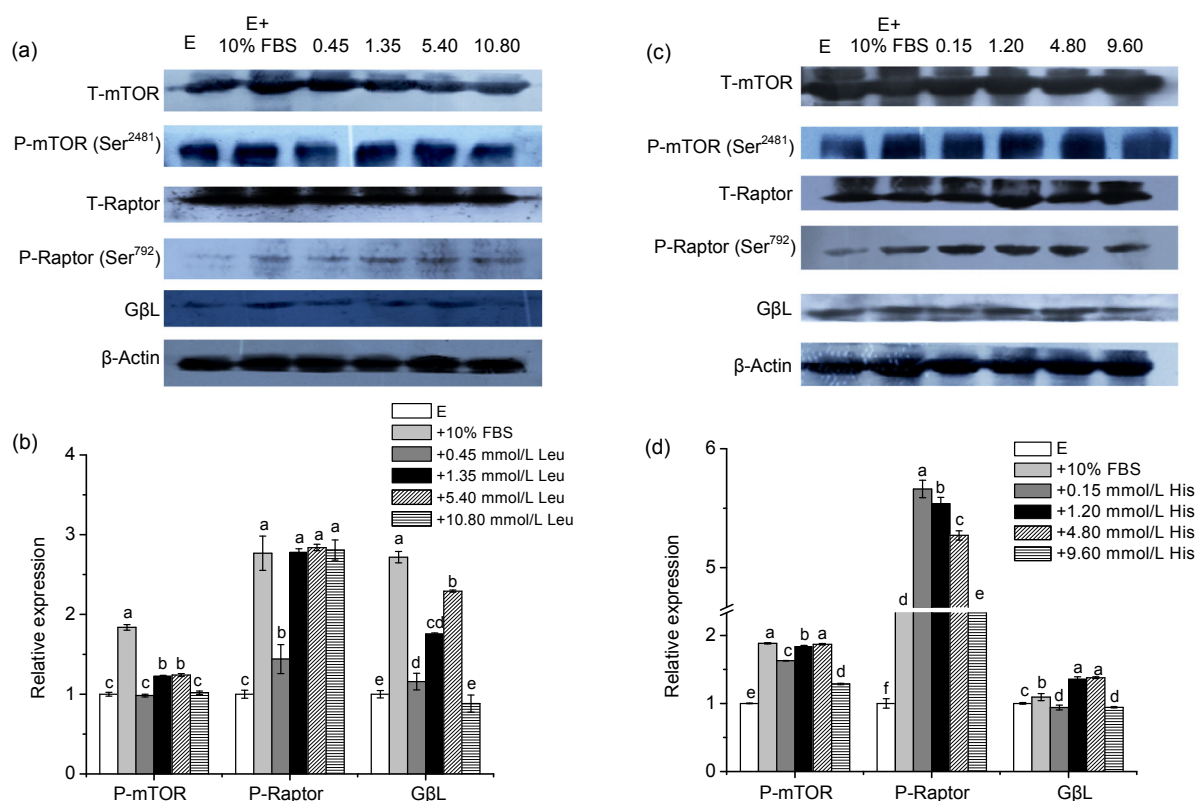 (a)
E
E+
10% FBS
0.45
1.35
5.40
10.80
T-mTOR
P-mTOR (Ser2481)
T-Raptor
P-Raptor (Ser792)
GβL
β-Actin
(b)
E
+10% FBS
+0.45 mmol/L Leu
+1.35 mmol/L Leu
+5.40 mmol/L Leu
+10.80 mmol/L Leu
Relative expression
4
3
2
1
0
c a c b b c
c a b a a a
e a d cd b e
P-mTOR P-Raptor GβL
(c)
E
E+
10% FBS
0.15
1.20
4.80
9.60
T-mTOR
P-mTOR (Ser2481)
T-Raptor
P-Raptor (Ser792)
GβL
β-Actin
(d)
E
+10% FBS
+0.15 mmol/L His
+1.20 mmol/L His
+4.80 mmol/L His
+9.60 mmol/L His
Relative expression
6
5
2
1
0
e a c b a d
f d a b c e
c b d a a d
P-mTOR P-Raptor GβL